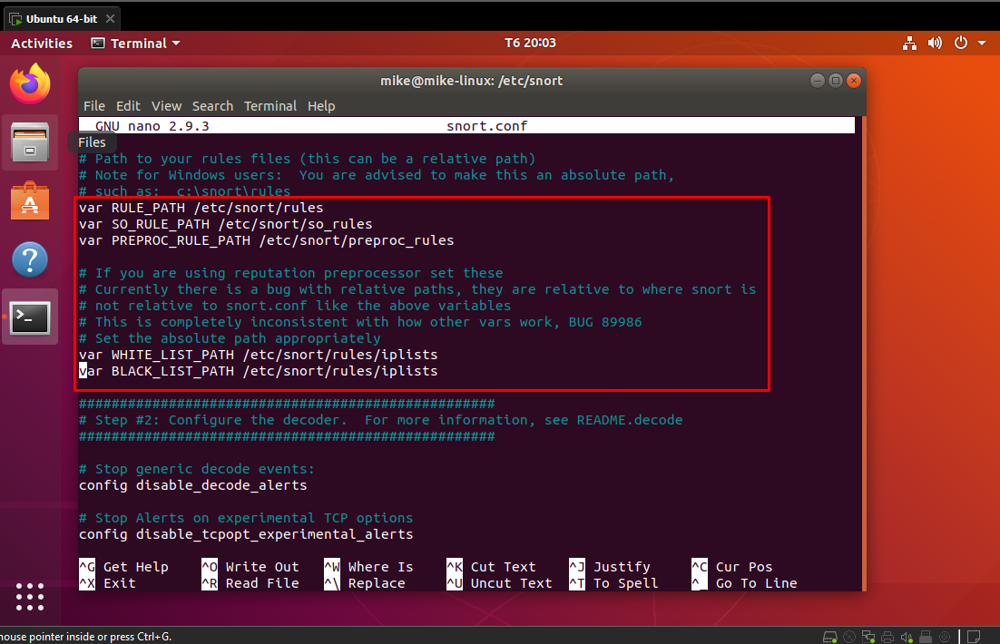 Ubuntu 64-bit
Activities Terminal T6 20:03
mike@mike-linux: /etc/snort
File Edit View Search Terminal Help
GNU nano 2.9.3 snort.conf
Files
# Path to your rules files (this can be a relative path)
# Note for Windows users:  You are advised to make this an absolute path,
# such as:  c:\snort\rules
var RULE_PATH /etc/snort/rules
var SO_RULE_PATH /etc/snort/so_rules
var PREPROC_RULE_PATH /etc/snort/preproc_rules
# If you are using reputation preprocessor set these
# Currently there is a bug with relative paths, they are relative to where snort is
# not relative to snort.conf like the above variables
# This is completely inconsistent with how other vars work, BUG 89986
# Set the absolute path appropriately
var WHITE_LIST_PATH /etc/snort/rules/iplists
var BLACK_LIST_PATH /etc/snort/rules/iplists
###################################################
# Step #2: Configure the decoder.  For more information, see README.decode
###################################################
# Stop generic decode events:
config disable_decode_alerts
# Stop Alerts on experimental TCP options
config disable_tcpopt_experimental_alerts
^G Get Help ^O Write Out ^W Where Is ^K Cut Text ^J Justify ^C Cur Pos
^X Exit ^R Read File ^\ Replace ^U Uncut Text ^T To Spell ^_ Go To Line
mouse pointer inside or press Ctrl+G.